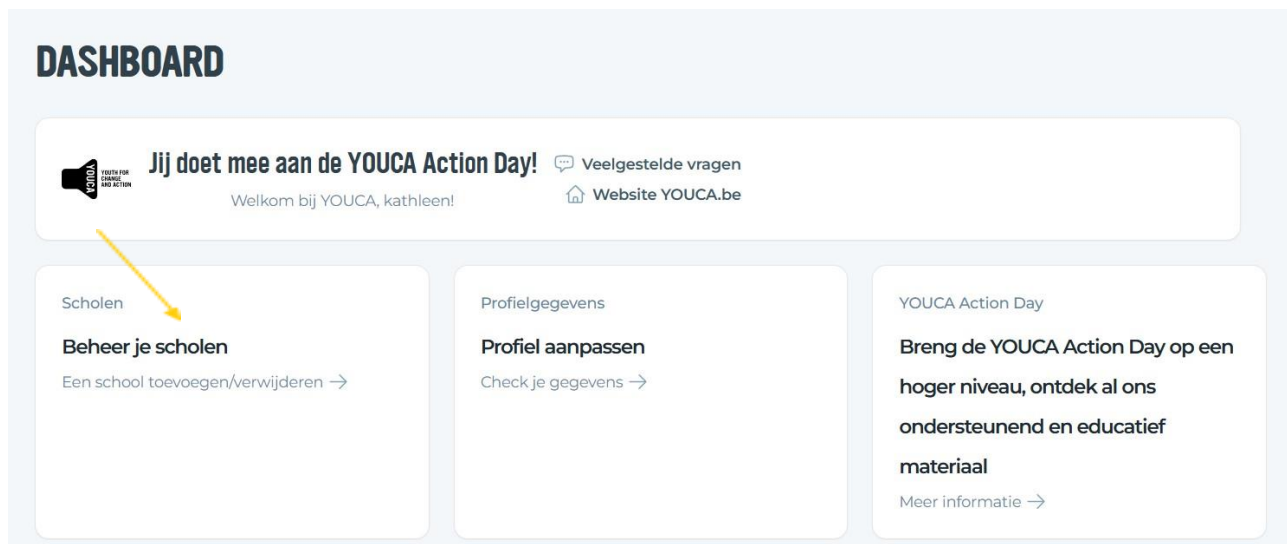 DASHBOARD
YOUCA
YOUTH FOR
CHANGE
AND ACTION
Jij doet mee aan de YOUCA Action Day!
Welkom bij YOUCA, kathleen!
Veelgestelde vragen
Website YOUCA.be
Scholen
Beheer je scholen
Een school toevoegen/verwijderen →
Profielgegevens
Profiel aanpassen
Check je gegevens →
YOUCA Action Day
Breng de YOUCA Action Day op een
hoger niveau, ontdek al ons
ondersteunend en educatief
materiaal
Meer informatie →